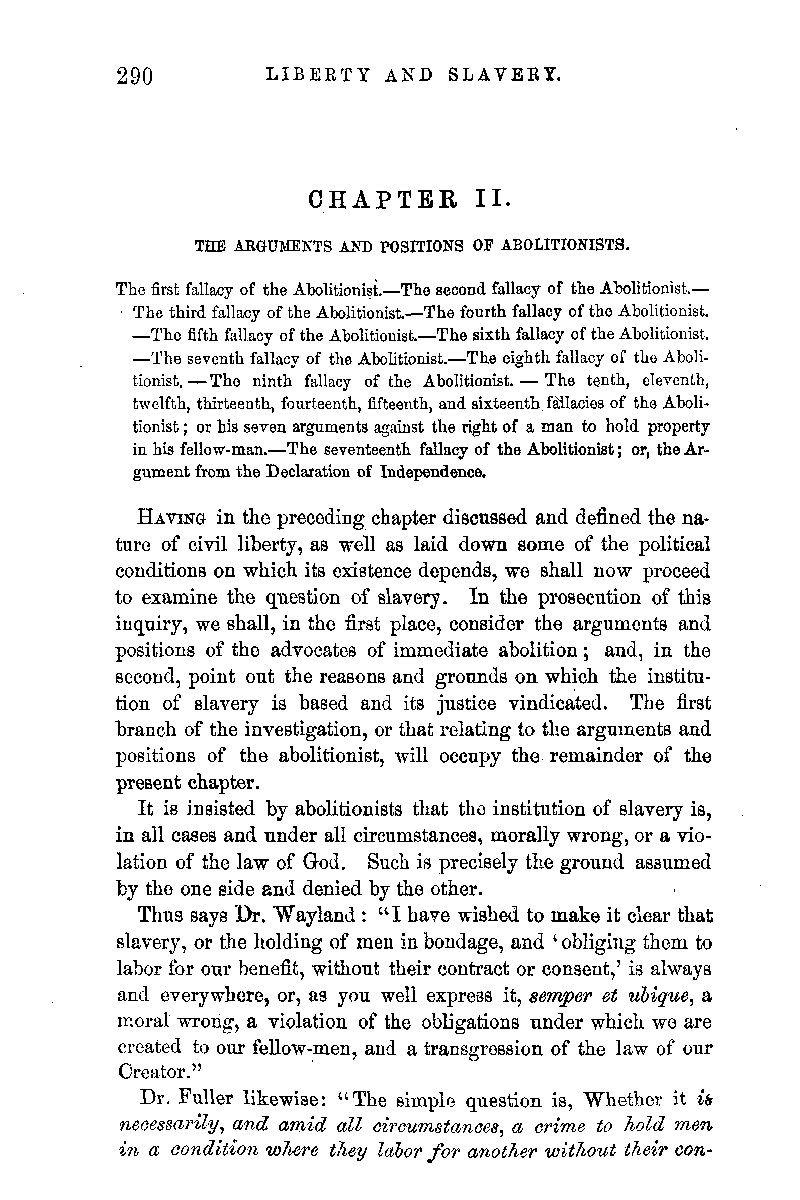 290 LIBERTY AND SLAVERY.
CHAPTER II.
THE ARGUMENTS AND POSITIONS OF ABOLITIONISTS.
The first fallacy of the Abolitionist.—The second fallacy of the Abolitionist.—
The third fallacy of the Abolitionist.—The fourth fallacy of the Abolitionist.
—The fifth fallacy of the Abolitionist.—The sixth fallacy of the Abolitionist.
—The seventh fallacy of the Abolitionist.—The eighth fallacy of the Aboli-
tionist.—The ninth fallacy of the Abolitionist.—The tenth, eleventh,
twelfth, thirteenth, fourteenth, fifteenth, and sixteenth fallacies of the Aboli-
tionist; or his seven arguments against the right of a man to hold property
in his fellow-man.—The seventeenth fallacy of the Abolitionist; or, the Ar-
gument from the Declaration of Independence.
HAVING in the preceding chapter discussed and defined the na-
ture of civil liberty, as well as laid down some of the political
conditions on which its existence depends, we shall now proceed
to examine the question of slavery. In the prosecution of this
inquiry, we shall, in the first place, consider the arguments and
positions of the advocates of immediate abolition; and, in the
second, point out the reasons and grounds on which the institu-
tion of slavery is based and its justice vindicated. The first
branch of the investigation, or that relating to the arguments and
positions of the abolitionist, will occupy the remainder of the
present chapter.
It is insisted by abolitionists that the institution of slavery is,
in all cases and under all circumstances, morally wrong, or a vio-
lation of the law of God. Such is precisely the ground assumed
by the one side and denied by the other.
Thus says Dr. Wayland: "I have wished to make it clear that
slavery, or the holding of men in bondage, and 'obliging them to
labor for our benefit, without their contract or consent,' is always
and everywhere, or, as you well express it, semper et ubique, a
moral wrong, a violation of the obligations under which we are
created to our fellow-men, and a transgression of the law of our
Creator."
Dr. Fuller likewise: "The simple question is, Whether it is
necessarily, and amid all circumstances, a crime to hold men
in a condition where they labor for another without their con-